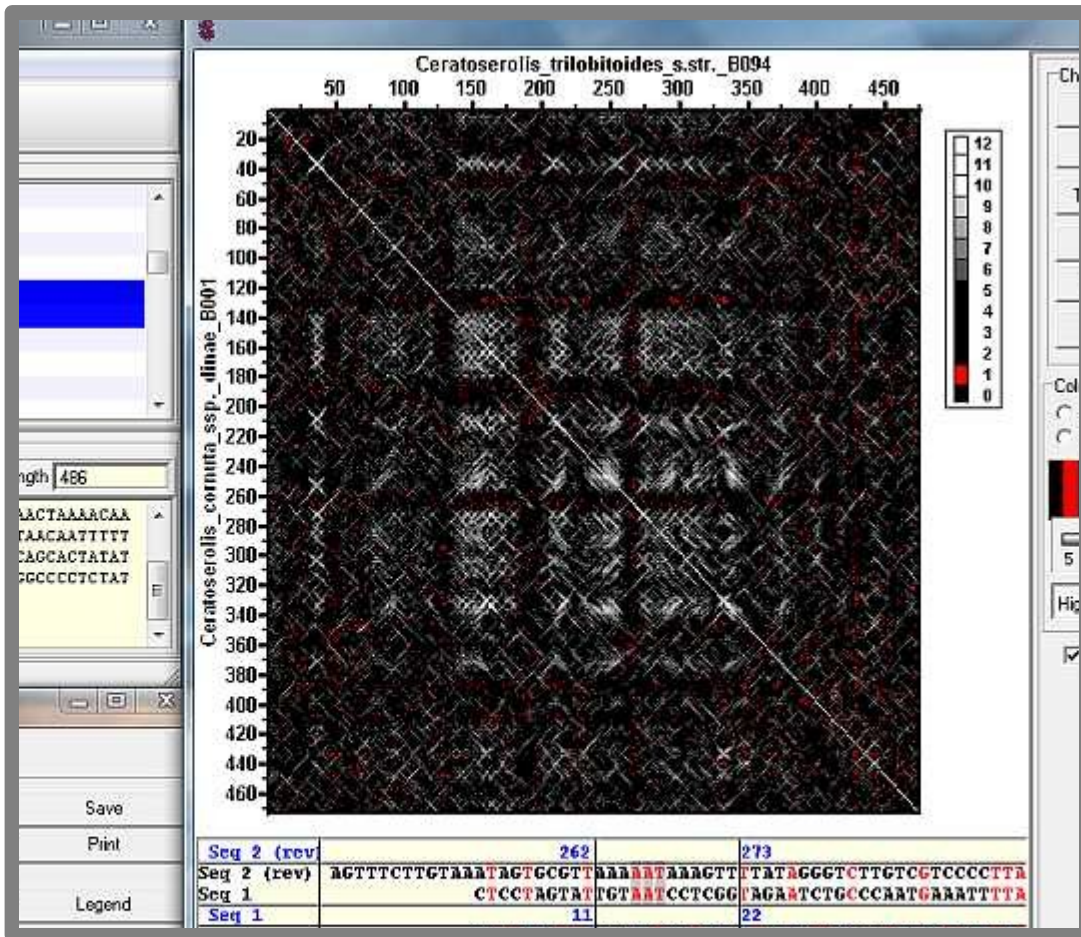 Ceratoserolis_trilobitoides_s.str._B094
50 100 150 200 250 300 350 400 450
20
40
60
80
100
120
140
160
180
200
220
240
260
280
300
320
340
360
380
400
420
440
460
Ceratoserolis_cornuta_ssp._dinae_B001
12
11
10
9
8
7
6
5
4
3
2
1
0
Ch
T
Col
5
Hig
ngth 486
AACTAAAACAA
TAACAATTTTT
CAGCACTATAT
GGCCCCTCTAT
Save
Print
Legend
Seq 2 (rev) 262 273
Seq 2 (rev) AGTTTCTTGTAAATAGTGCGTTAAAAATAAAGTTTTATAGGGTCTTGTCGTCCCCTTA
Seq 1 CTCCTAGTATTGTAATCCTCGGTAGAATCTGCCCAATGAAATTTTA
Seq 1 11 22